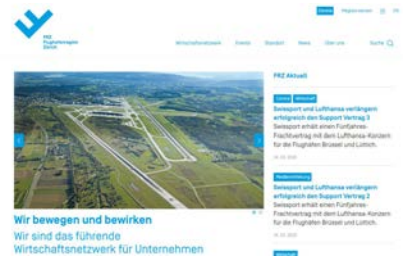 FRZ
Flughafenregion
Zürich
Wirtschaftsnetzwerk Events Standort News Über uns Suche
FRZ Aktuell
Swissport und Lufthansa verlängern
erfolgreich den Support Vertrag 3
Swissport erhält einen Fünfjahres-
Frachtvertrag mit dem Lufthansa-Konzern
für die Flughäfen Brüssel und Lüttich.
Medienmitteilung
Swissport und Lufthansa verlängern
erfolgreich den Support Vertrag 2
Swissport erhält einen Fünfjahres-
Frachtvertrag mit dem Lufthansa-Konzern
für die Flughäfen Brüssel und Lüttich.
Wir bewegen und bewirken
Wir sind das führende
Wirtschaftsnetzwerk für Unternehmen